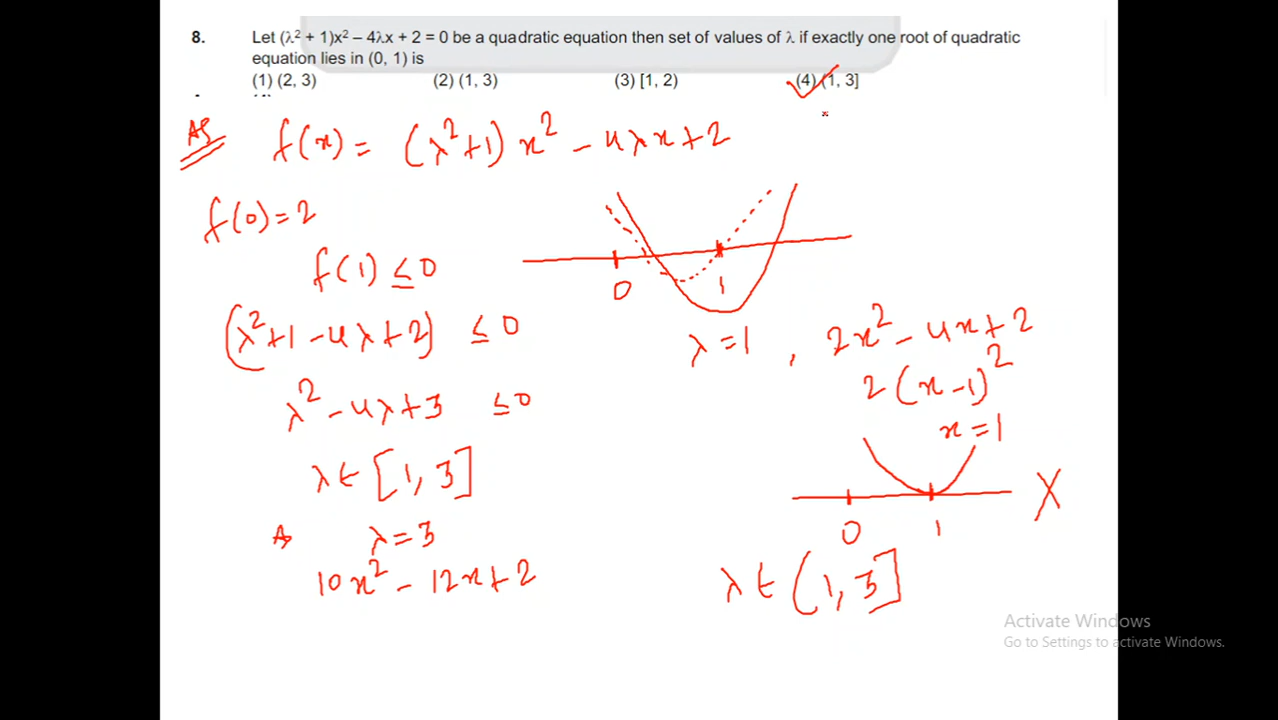 8. Let (λ² + 1)x² – 4λx + 2 = 0 be a quadratic equation then set of values of λ if exactly one root of quadratic
equation lies in (0, 1) is
(1) (2, 3) (2) (1, 3) (3) [1, 2) (4) (1, 3]
AS f(x) = (λ²+1) x² - 4λx+2
f(0)=2
f(1) ≤0
0 1
(λ²+1 -4λ+2) ≤0
λ=1 , 2x² - 4x+2
2(x-1)²
λ² -4λ+3 ≤0
x=1
λ∈ [1, 3]
0 1 X
λ=3
10x² - 12x+2
λ∈ (1, 3]
Activate Windows
Go to Settings to activate Windows.